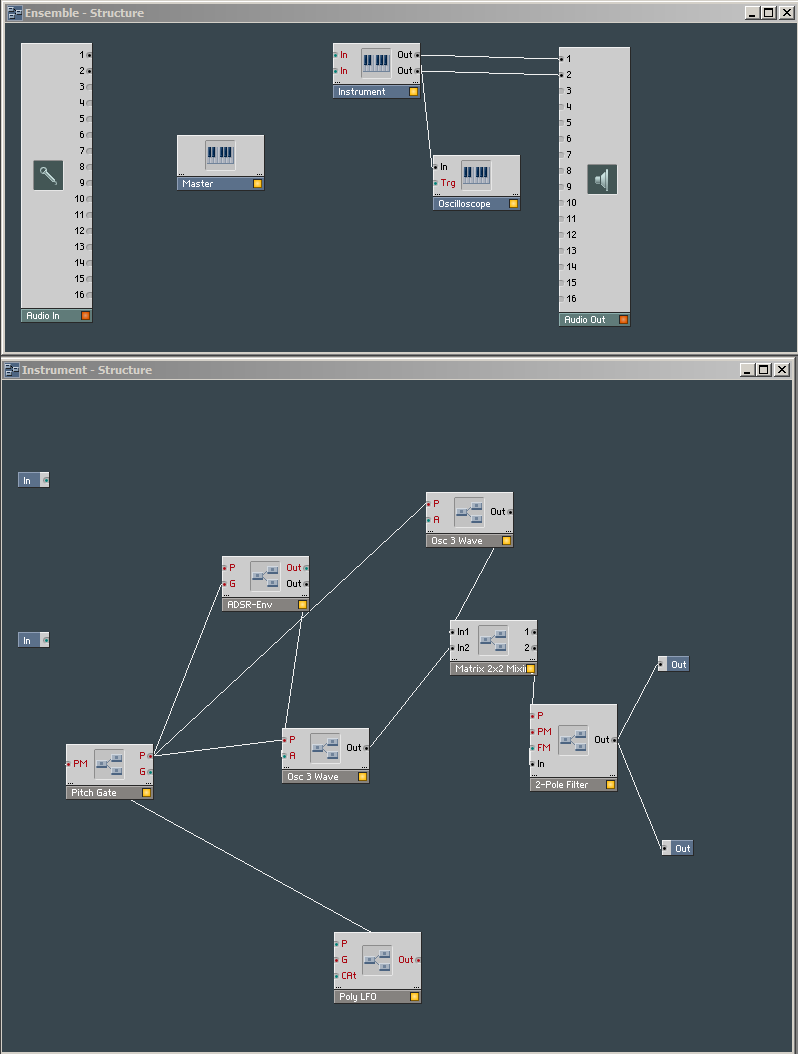 Ensemble - Structure
1
2
3
4
5
6
7
8
9
10
11
12
13
14
15
16
Audio In
Master
In Out
In Out
Instrument
In
Trg
Oscilloscope
1
2
3
4
5
6
7
8
9
10
11
12
13
14
15
16
Audio Out
Instrument - Structure
In
In
P Out
A
Osc 3 Wave
P Out
G Out
ADSR-Env
In1 1
In2 2
Matrix 2x2 Mixi
Out
P
PM
FM Out
In
2-Pole Filter
P Out
A
Osc 3 Wave
P
PM G
Pitch Gate
Out
P
G Out
CAt
Poly LFO